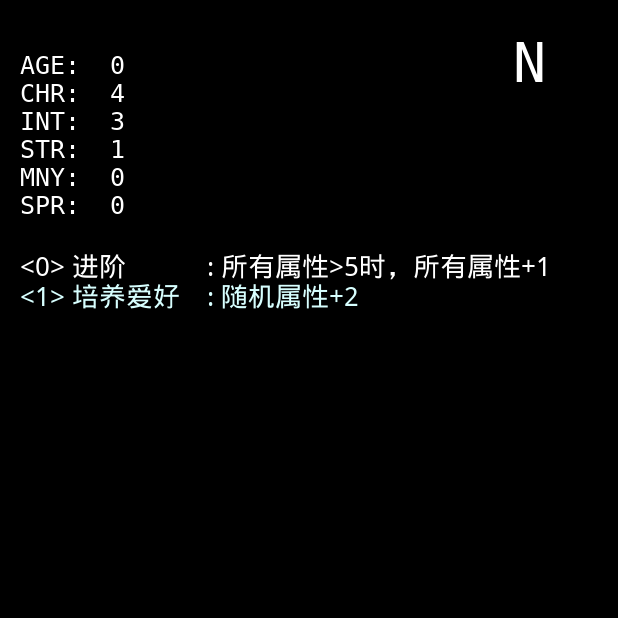 N
AGE: 0
CHR: 4
INT: 3
STR: 1
MNY: 0
SPR: 0
<0> 进阶 : 所有属性>5时，所有属性+1
<1> 培养爱好 : 随机属性+2